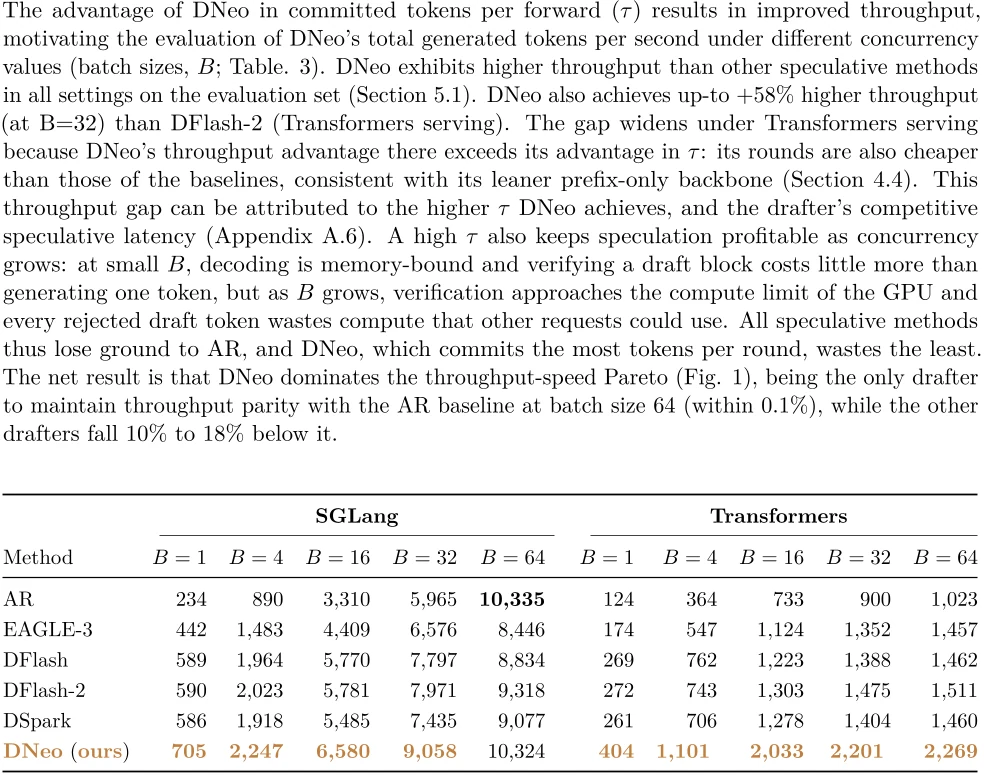 The advantage of DNeo in committed tokens per forward (τ) results in improved throughput,
motivating the evaluation of DNeo's total generated tokens per second under different concurrency
values (batch sizes, B; Table. 3). DNeo exhibits higher throughput than other speculative methods
in all settings on the evaluation set (Section 5.1). DNeo also achieves up-to +58% higher throughput
(at B=32) than DFlash-2 (Transformers serving). The gap widens under Transformers serving
because DNeo's throughput advantage there exceeds its advantage in τ: its rounds are also cheaper
than those of the baselines, consistent with its leaner prefix-only backbone (Section 4.4). This
throughput gap can be attributed to the higher τ DNeo achieves, and the drafter's competitive
speculative latency (Appendix A.6). A high τ also keeps speculation profitable as concurrency
grows: at small B, decoding is memory-bound and verifying a draft block costs little more than
generating one token, but as B grows, verification approaches the compute limit of the GPU and
every rejected draft token wastes compute that other requests could use. All speculative methods
thus lose ground to AR, and DNeo, which commits the most tokens per round, wastes the least.
The net result is that DNeo dominates the throughput-speed Pareto (Fig. 1), being the only drafter
to maintain throughput parity with the AR baseline at batch size 64 (within 0.1%), while the other
drafters fall 10% to 18% below it.
SGLang Transformers
Method B = 1 B = 4 B = 16 B = 32 B = 64 B = 1 B = 4 B = 16 B = 32 B = 64
AR 234 890 3,310 5,965 10,335 124 364 733 900 1,023
EAGLE-3 442 1,483 4,409 6,576 8,446 174 547 1,124 1,352 1,457
DFlash 589 1,964 5,770 7,797 8,834 269 762 1,223 1,388 1,462
DFlash-2 590 2,023 5,781 7,971 9,318 272 743 1,303 1,475 1,511
DSpark 586 1,918 5,485 7,435 9,077 261 706 1,278 1,404 1,460
DNeo (ours) 705 2,247 6,580 9,058 10,324 404 1,101 2,033 2,201 2,269